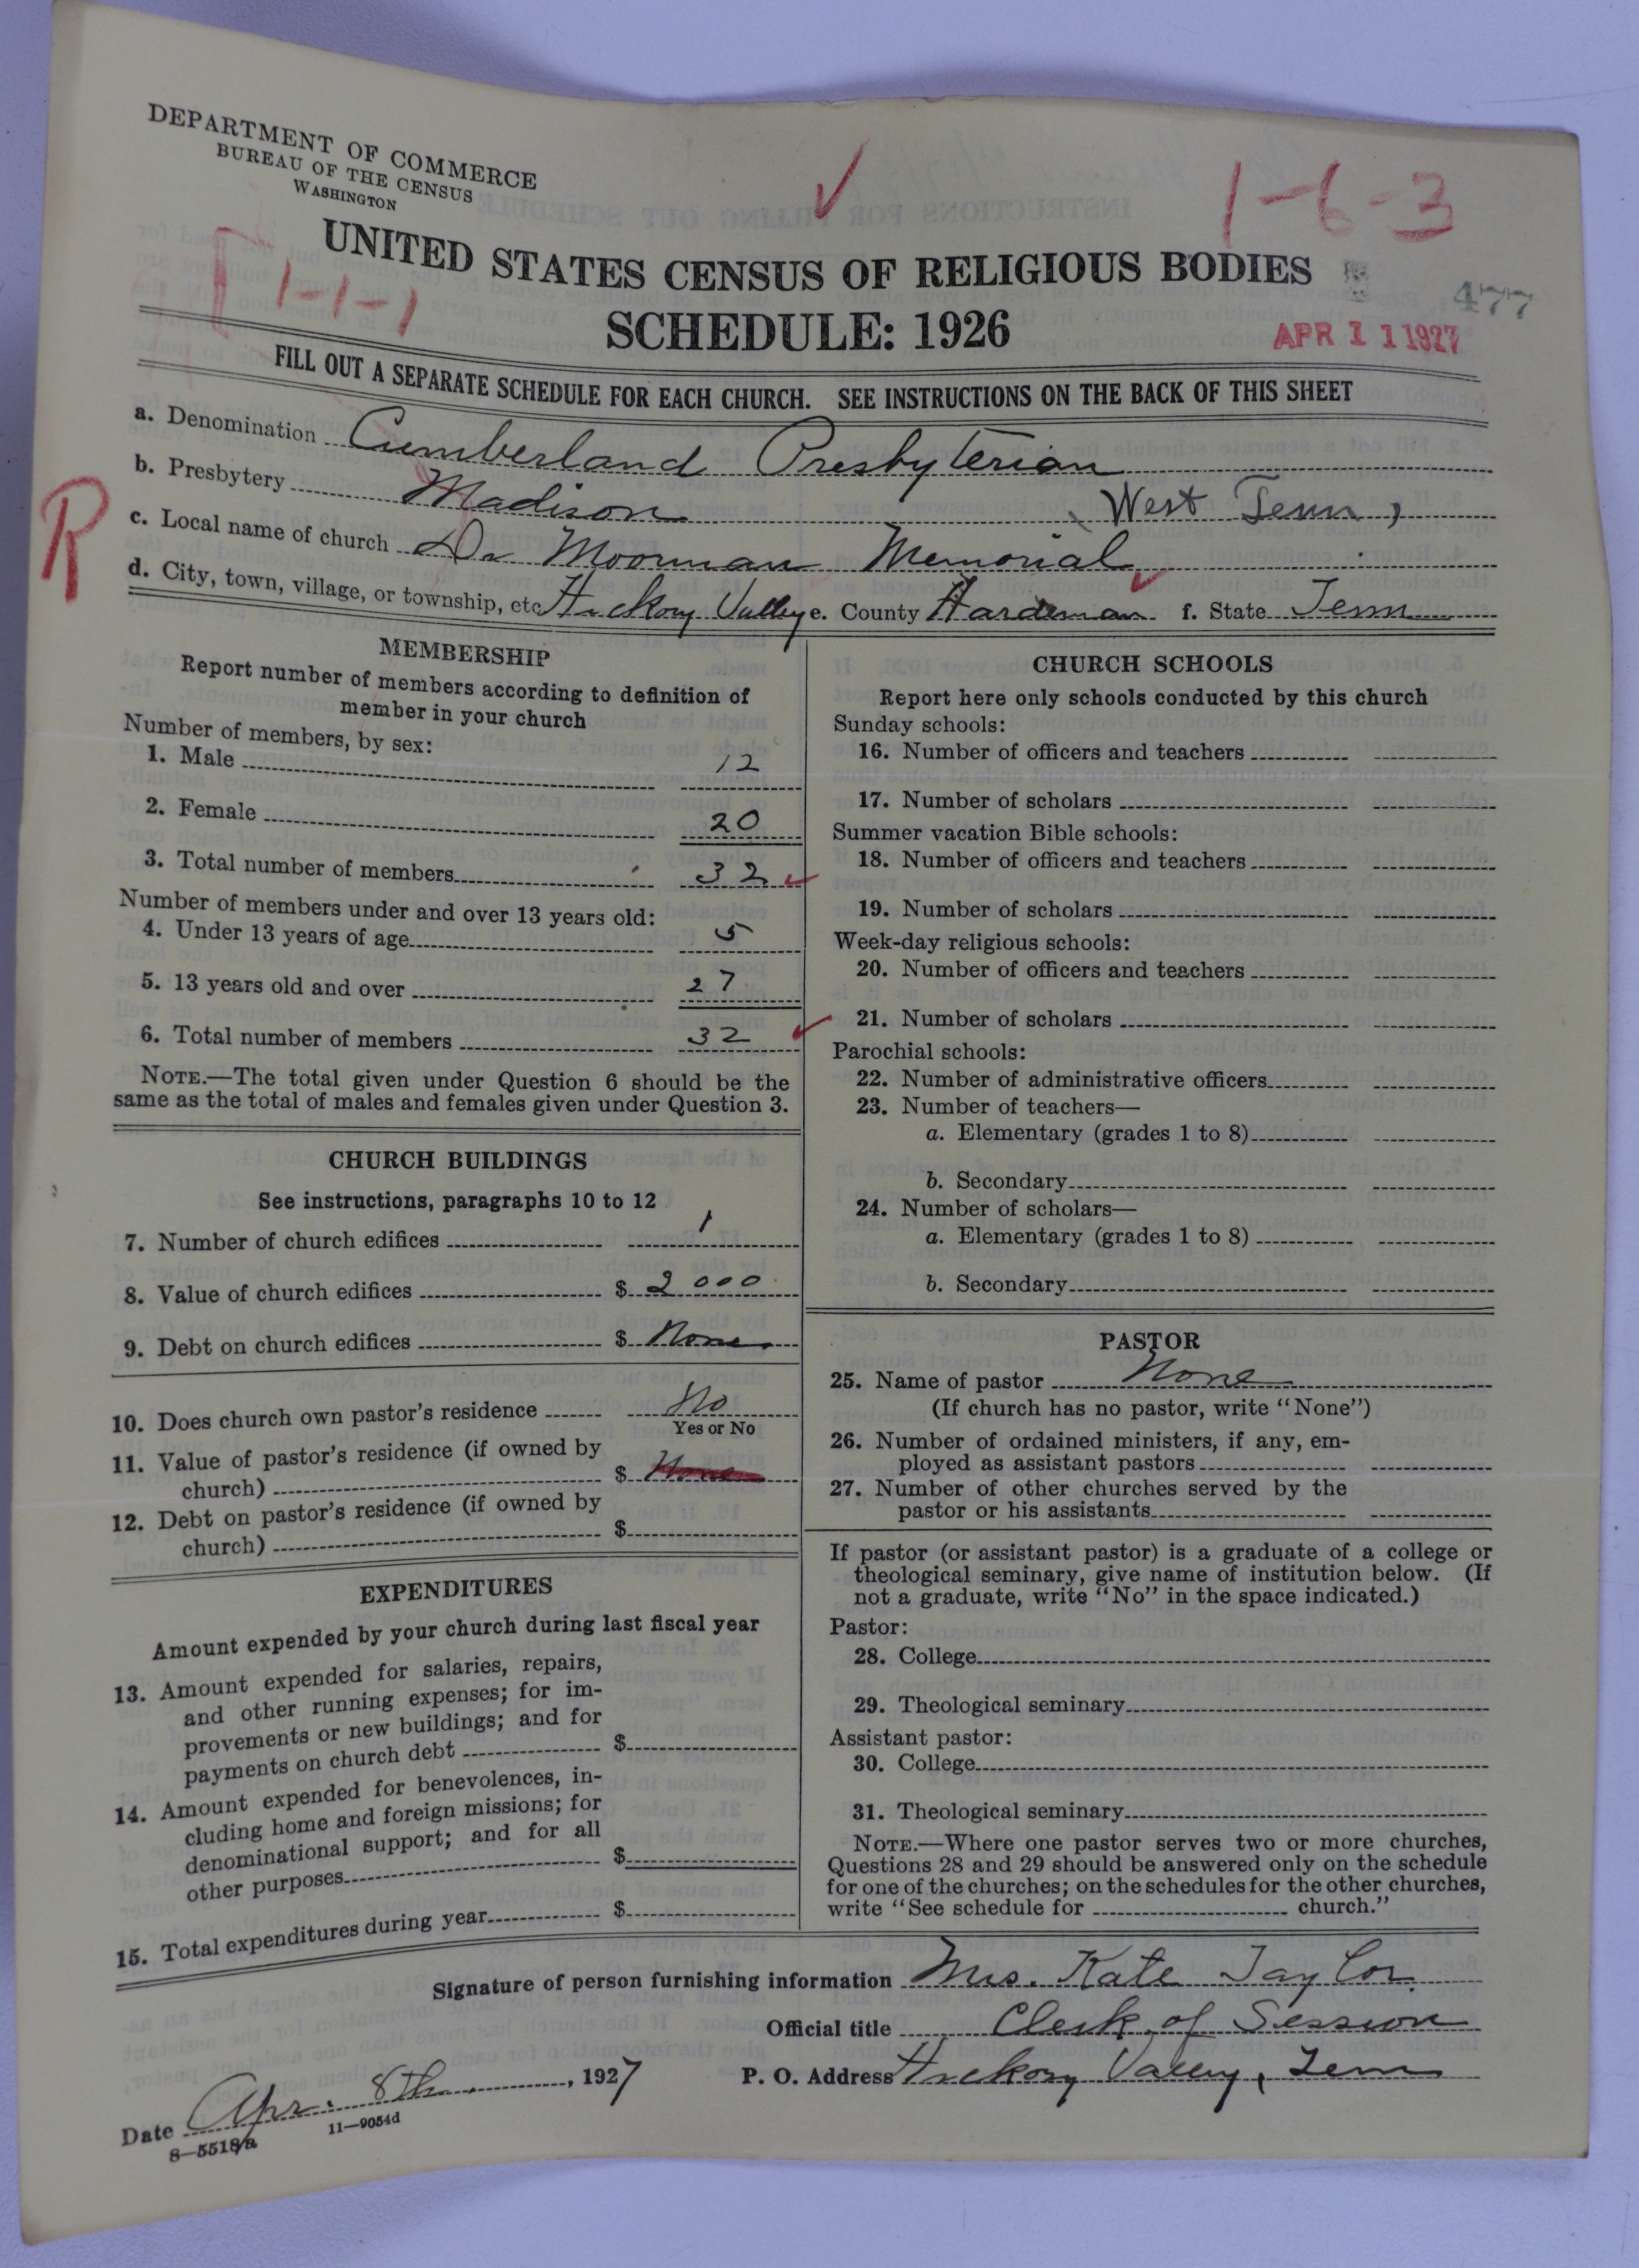 DEPARTMENT OF COMMERCE
BUREAU OF THE CENSUS
WASHINGTON
1-6-3
UNITED STATES CENSUS OF RELIGIOUS BODIES
1-1-1
477
SCHEDULE: 1926
APR 11 1927
FILL OUT A SEPARATE SCHEDULE FOR EACH CHURCH. SEE INSTRUCTIONS ON THE BACK OF THIS SHEET
a. Denomination Cumberland Presbyterian
b. Presbytery Madison, West Tenn,
R
c. Local name of church Dr Moorman Memorial
d. City, town, village, or township, etc Hickory Valley e. County Hardeman f. State Tenn
MEMBERSHIP
Report number of members according to definition of
member in your church
Number of members, by sex:
1. Male 12
2. Female 20
3. Total number of members 32
Number of members under and over 13 years old:
4. Under 13 years of age 5
5. 13 years old and over 27
6. Total number of members 32
NOTE.—The total given under Question 6 should be the
same as the total of males and females given under Question 3.
CHURCH BUILDINGS
See instructions, paragraphs 10 to 12
7. Number of church edifices 1
8. Value of church edifices $ 2000
9. Debt on church edifices $ None
10. Does church own pastor's residence No
Yes or No
11. Value of pastor's residence (if owned by
church) $ None
12. Debt on pastor's residence (if owned by
church) $
EXPENDITURES
Amount expended by your church during last fiscal year
13. Amount expended for salaries, repairs,
and other running expenses; for im-
provements or new buildings; and for
payments on church debt $
14. Amount expended for benevolences, in-
cluding home and foreign missions; for
denominational support; and for all
other purposes $
15. Total expenditures during year $
CHURCH SCHOOLS
Report here only schools conducted by this church
Sunday schools:
16. Number of officers and teachers
17. Number of scholars
Summer vacation Bible schools:
18. Number of officers and teachers
19. Number of scholars
Week-day religious schools:
20. Number of officers and teachers
21. Number of scholars
Parochial schools:
22. Number of administrative officers
23. Number of teachers—
a. Elementary (grades 1 to 8)
b. Secondary
24. Number of scholars—
a. Elementary (grades 1 to 8)
b. Secondary
PASTOR
25. Name of pastor None
(If church has no pastor, write "None")
26. Number of ordained ministers, if any, em-
ployed as assistant pastors
27. Number of other churches served by the
pastor or his assistants
If pastor (or assistant pastor) is a graduate of a college or
theological seminary, give name of institution below. (If
not a graduate, write "No" in the space indicated.)
Pastor:
28. College
29. Theological seminary
Assistant pastor:
30. College
31. Theological seminary
NOTE.—Where one pastor serves two or more churches,
Questions 28 and 29 should be answered only on the schedule
for one of the churches; on the schedules for the other churches,
write "See schedule for church."
Signature of person furnishing information Mrs. Kate Taylor.
Official title Clerk of Session
Date Apr. 8th, 1927 P. O. Address Hickory Valley, Tenn
8—5518a 11—9054d